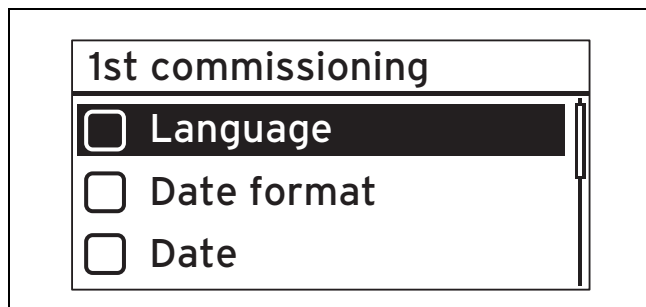 1st commissioning
Language
Date format
Date